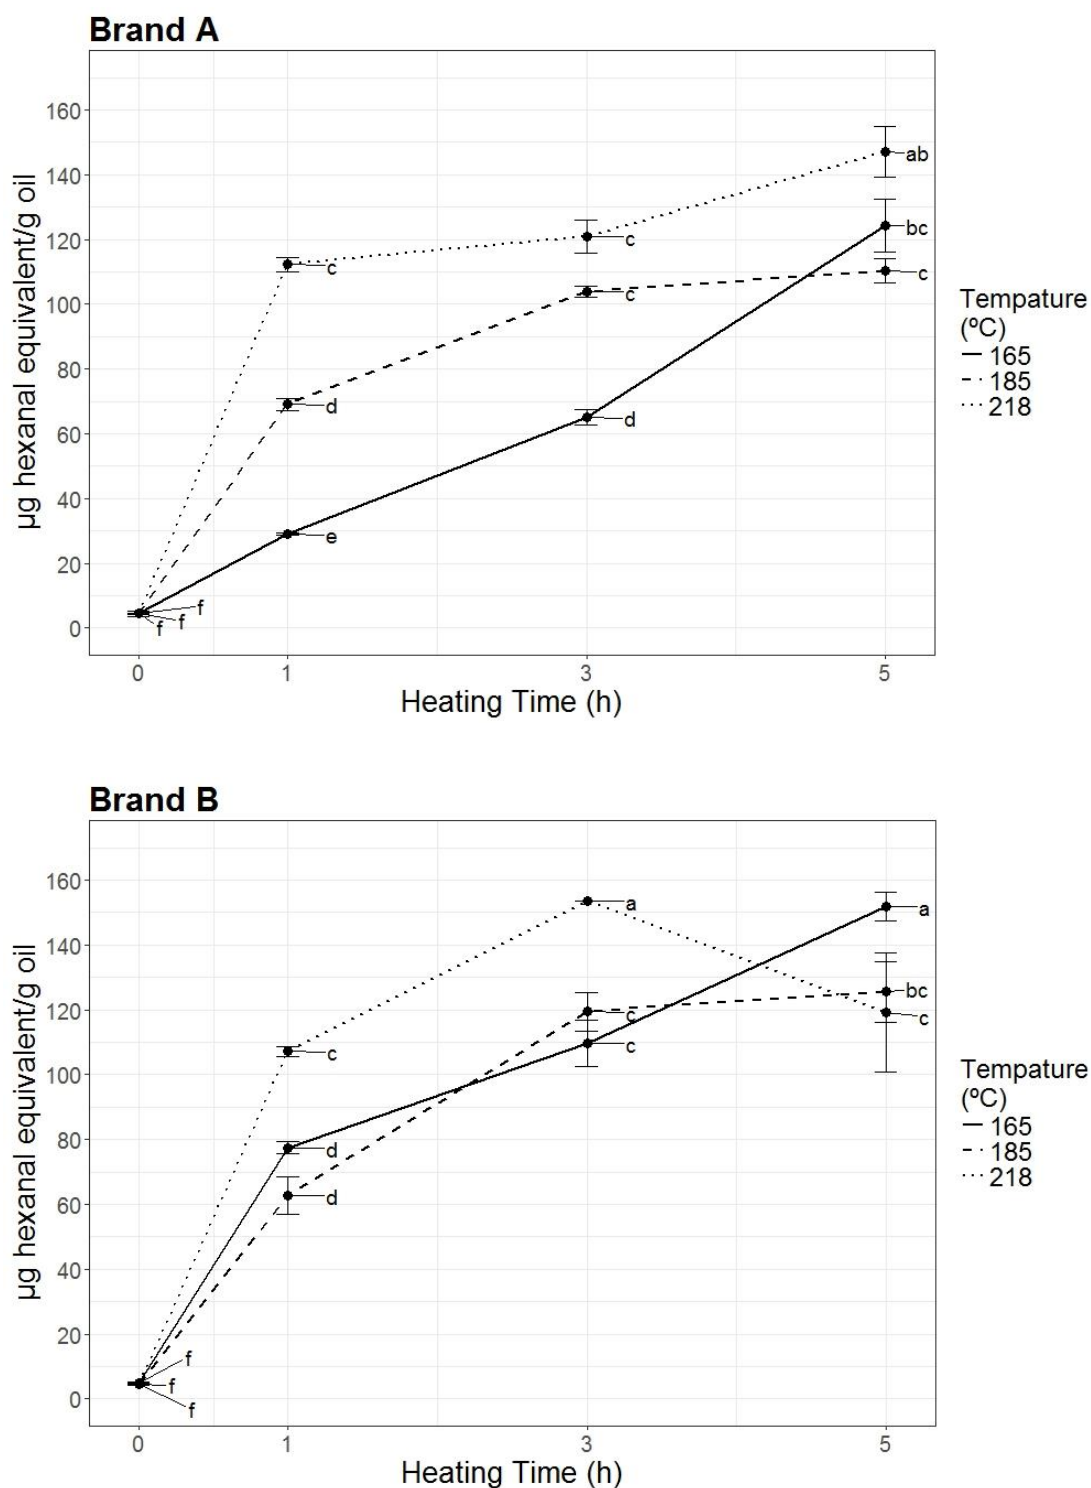 Brand A
µg hexanal equivalent/g oil
160
140
120
100
80
60
40
20
0
ab
bc
c
c
c
c
d
d
e
f
f
f
0 1 3 5
Heating Time (h)
Tempature
(ºC)
165
185
218
Brand B
µg hexanal equivalent/g oil
160
140
120
100
80
60
40
20
0
a
a
bc
c
c
c
c
d
d
f
f
f
0 1 3 5
Heating Time (h)
Tempature
(ºC)
165
185
218